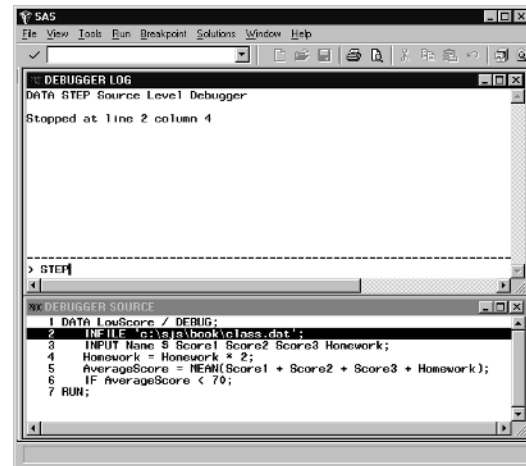 SAS
File View Tools Run Breakpoint Solutions Window Help
DEBUGGER LOG
DATA STEP Source Level Debugger
Stopped at line 2 column 4
> STEP
DEBUGGER SOURCE
1 DATA LowScore / DEBUG;
2 INFILE 'c:\sjs\book\class.dat';
3 INPUT Name $ Score1 Score2 Score3 Homework;
4 Homework = Homework * 2;
5 AverageScore = MEAN(Score1 + Score2 + Score3 + Homework);
6 IF AverageScore < 70;
7 RUN;